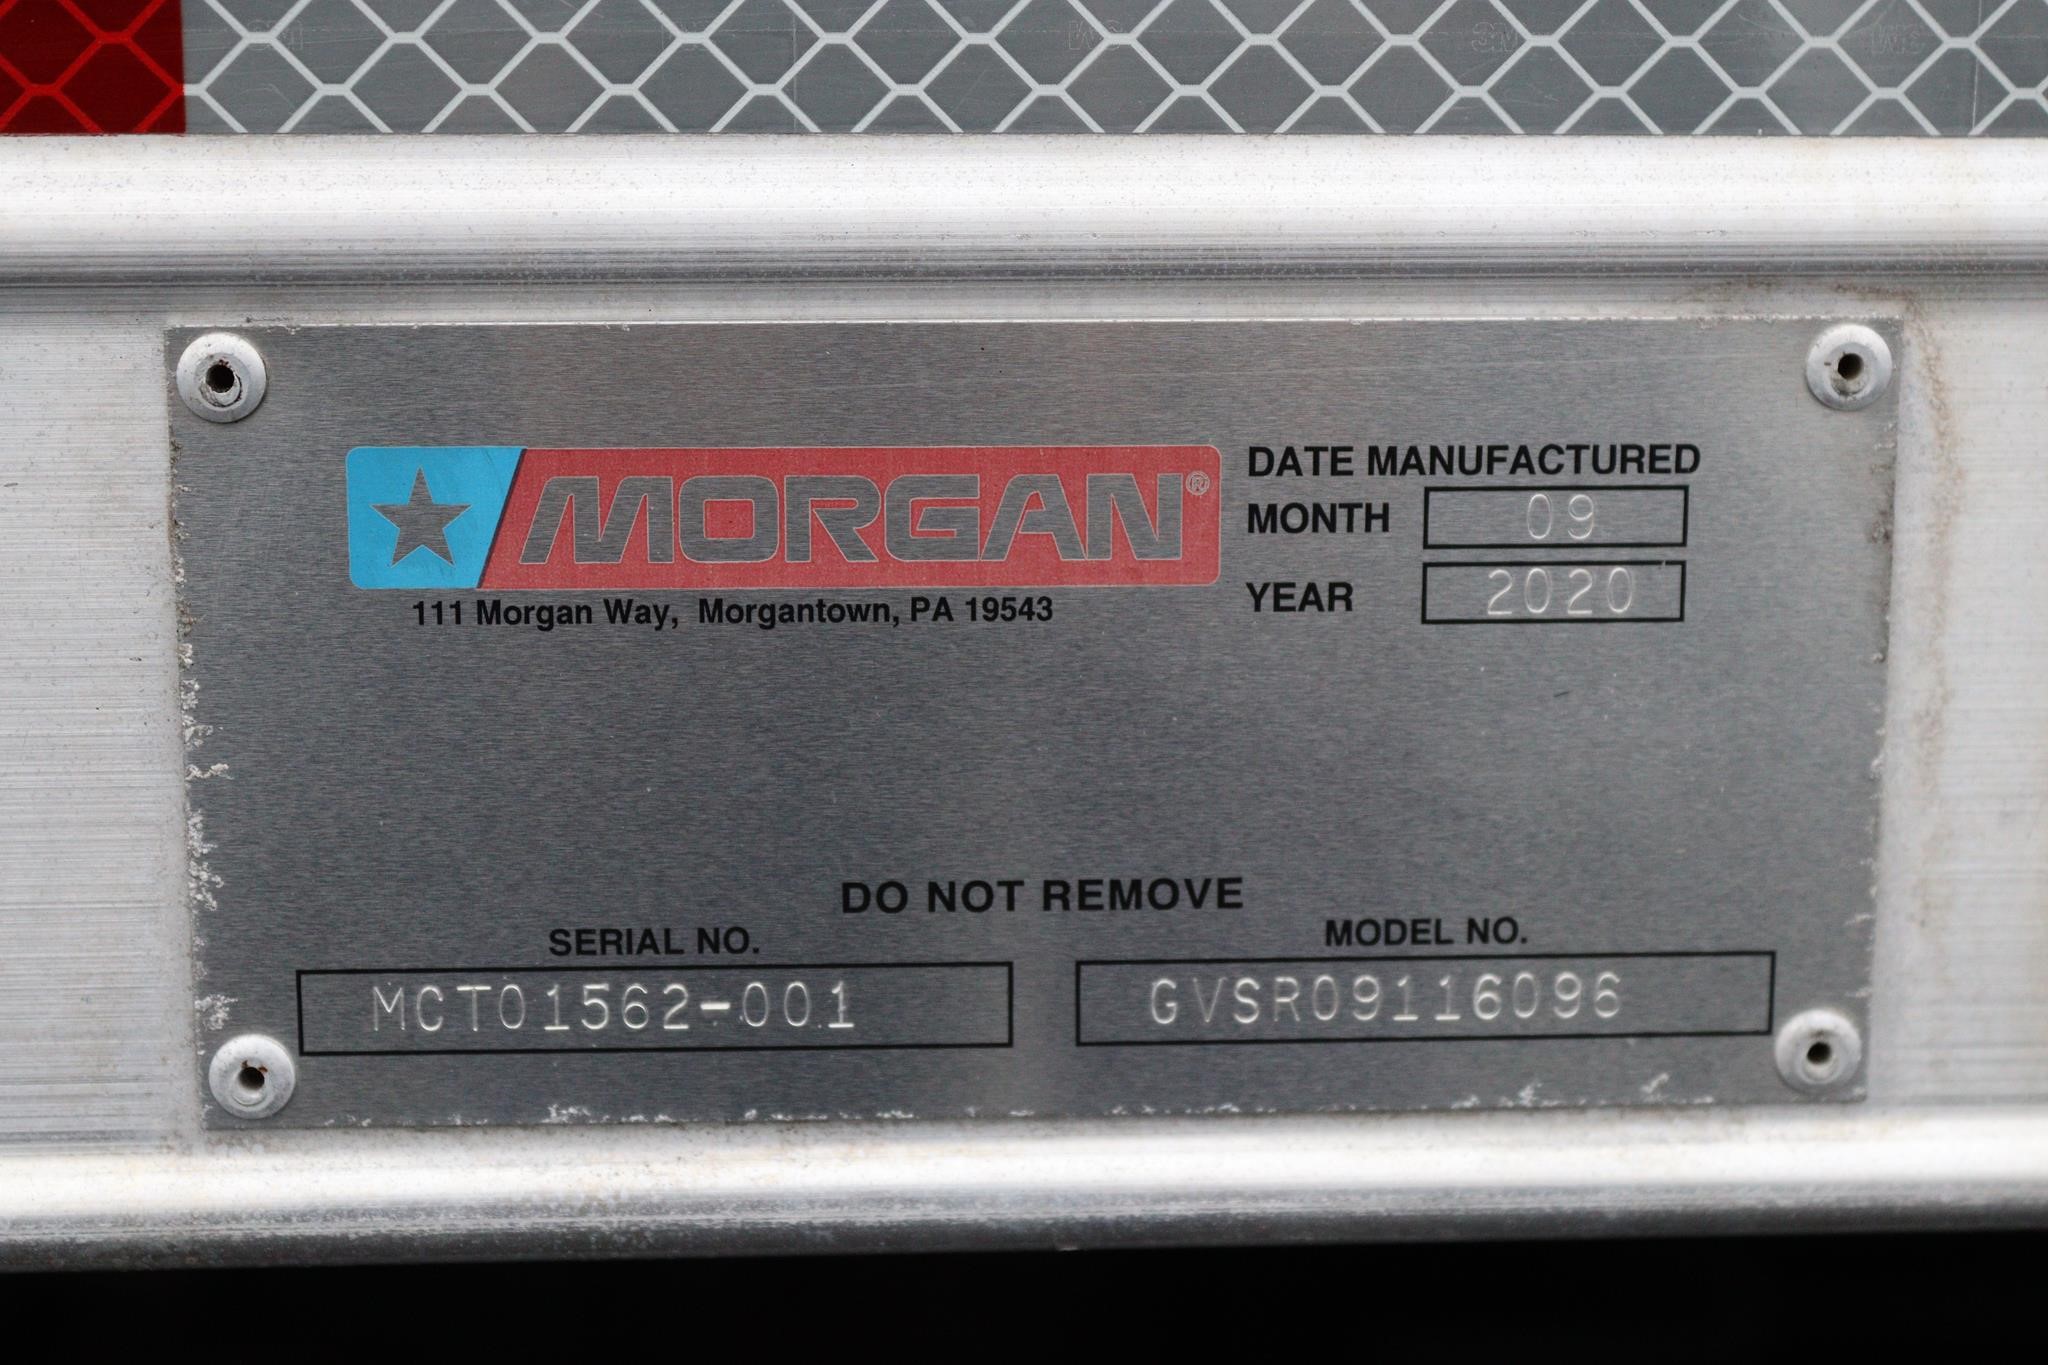 3M
MORGAN®
111 Morgan Way, Morgantown, PA 19543
DATE MANUFACTURED
MONTH 09
YEAR 2020
DO NOT REMOVE
SERIAL NO.
MCT01562-001
MODEL NO.
GVSR09116096